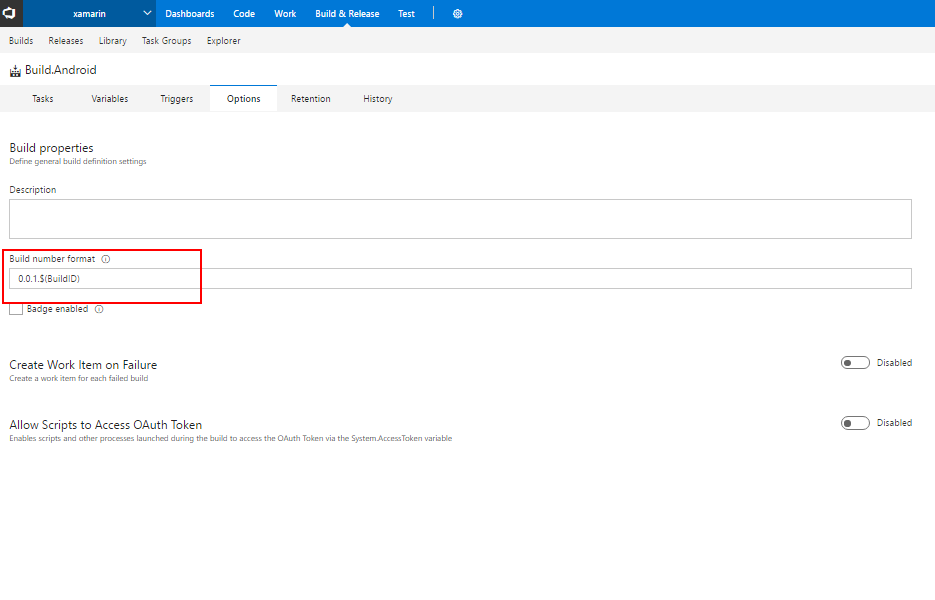 xamarin Dashboards Code Work Build & Release Test
Builds Releases Library Task Groups Explorer
Build.Android
Tasks Variables Triggers Options Retention History
Build properties
Define general build definition settings
Description
Build number format
0.0.1.$(BuildID)
Badge enabled
Create Work Item on Failure Disabled
Create a work item for each failed build
Allow Scripts to Access OAuth Token Disabled
Enables scripts and other processes launched during the build to access the OAuth Token via the System.AccessToken variable